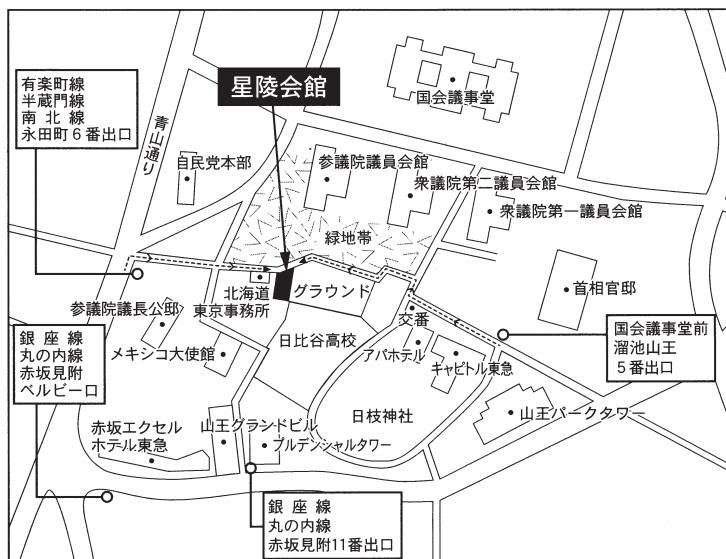 有楽町線
半蔵門線
南北線
永田町6番出口
青山通り
星陵会館
国会議事堂
自民党本部
参議院議員会館
衆議院第二議員会館
衆議院第一議員会館
緑地帯
北海道
東京事務所
グラウンド
首相官邸
参議院議長公邸
メキシコ大使館
日比谷高校
交番
アパホテル
キャピトル東急
国会議事堂前
溜池山王
5番出口
銀座線
丸の内線
赤坂見附
ベルビー口
日枝神社
山王パークタワー
赤坂エクセル
ホテル東急
山王グランドビル
プルデンシャルタワー
銀座線
丸の内線
赤坂見附11番出口